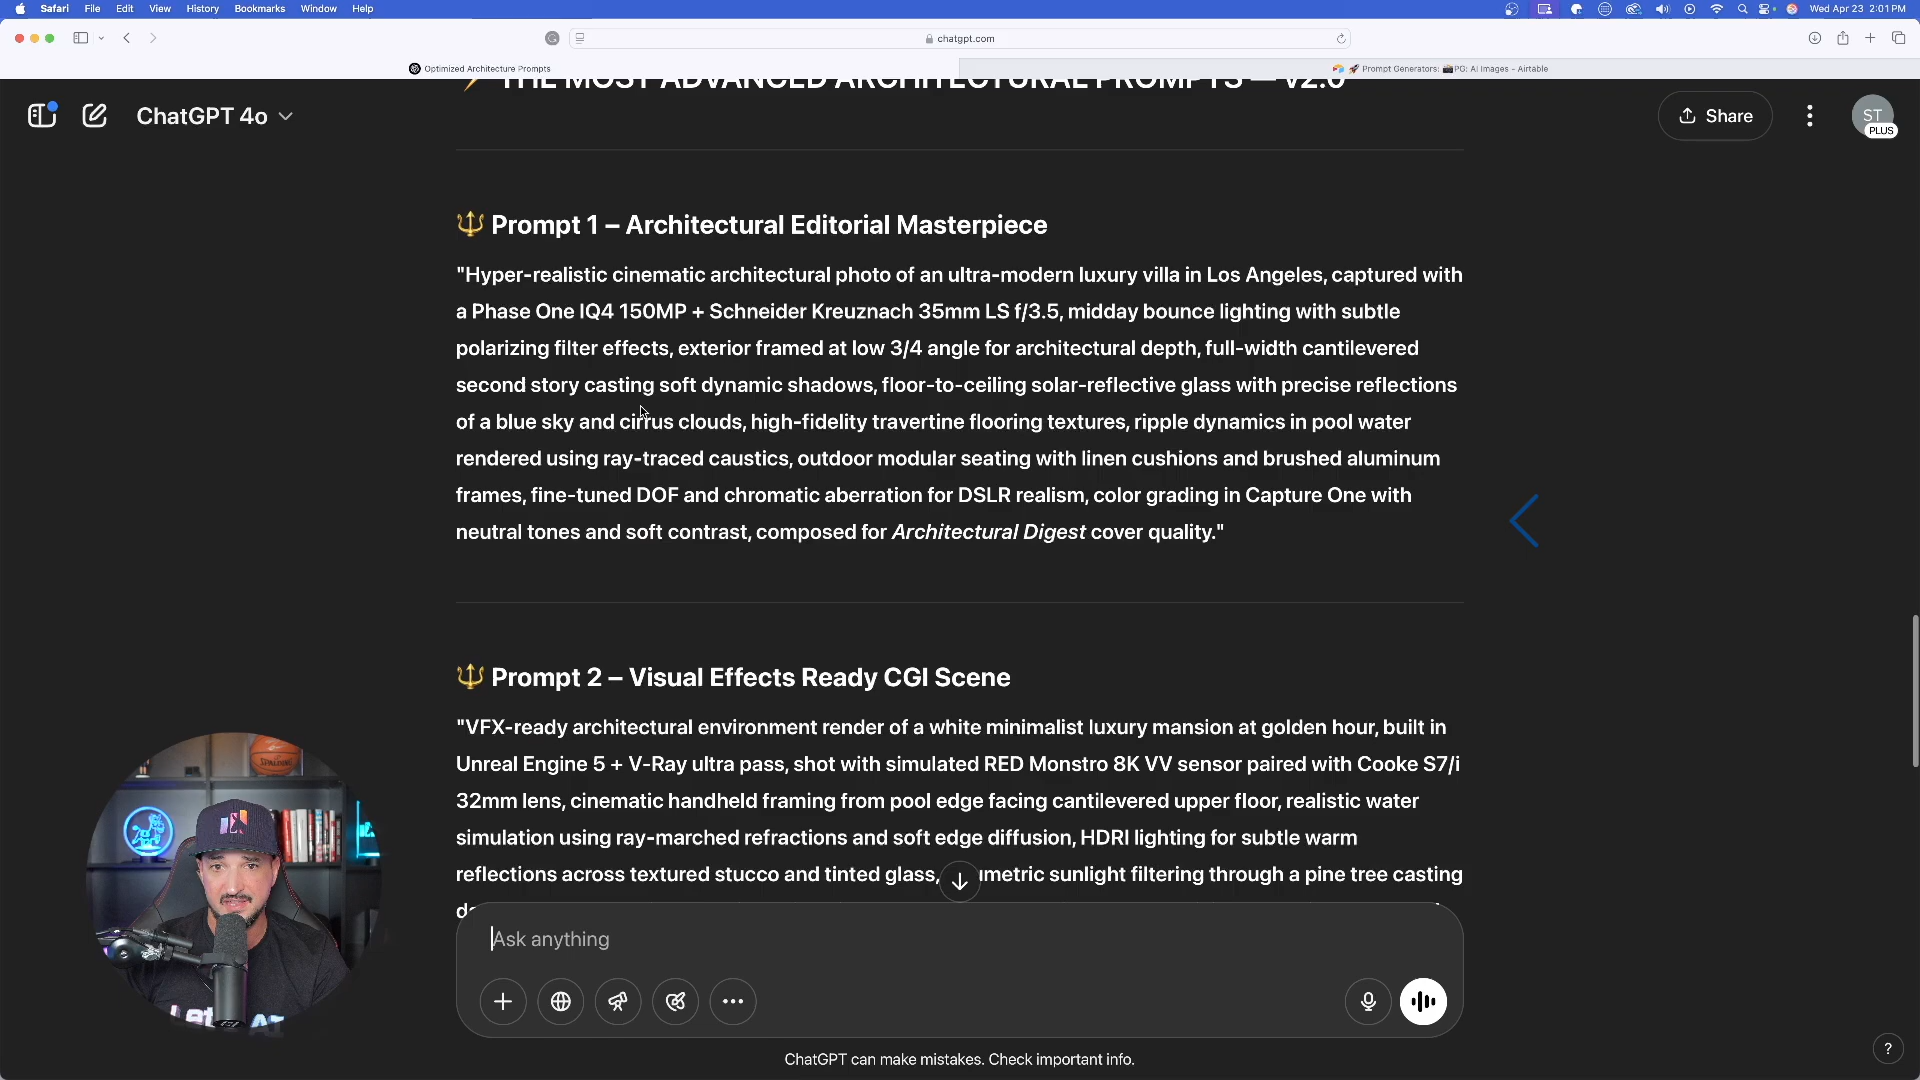 Safari File Edit View History Bookmarks Window Help
Wed Apr 23 2:01 PM
chatgpt.com
Optimized Architecture Prompts
🚀 Prompt Generators: 📸PG: Ai Images - Airtable
⚡ THE MOST ADVANCED ARCHITECTURAL PROMPTS — v2.0
ChatGPT 4o
Share
ST
PLUS
🔱 Prompt 1 – Architectural Editorial Masterpiece
"Hyper-realistic cinematic architectural photo of an ultra-modern luxury villa in Los Angeles, captured with
a Phase One IQ4 150MP + Schneider Kreuznach 35mm LS f/3.5, midday bounce lighting with subtle
polarizing filter effects, exterior framed at low 3/4 angle for architectural depth, full-width cantilevered
second story casting soft dynamic shadows, floor-to-ceiling solar-reflective glass with precise reflections
of a blue sky and cirrus clouds, high-fidelity travertine flooring textures, ripple dynamics in pool water
rendered using ray-traced caustics, outdoor modular seating with linen cushions and brushed aluminum
frames, fine-tuned DOF and chromatic aberration for DSLR realism, color grading in Capture One with
neutral tones and soft contrast, composed for Architectural Digest cover quality."
🔱 Prompt 2 – Visual Effects Ready CGI Scene
"VFX-ready architectural environment render of a white minimalist luxury mansion at golden hour, built in
Unreal Engine 5 + V-Ray ultra pass, shot with simulated RED Monstro 8K VV sensor paired with Cooke S7/i
32mm lens, cinematic handheld framing from pool edge facing cantilevered upper floor, realistic water
simulation using ray-marched refractions and soft edge diffusion, HDRI lighting for subtle warm
reflections across textured stucco and tinted glass, umetric sunlight filtering through a pine tree casting
SPALDING
Ask anything
ChatGPT can make mistakes. Check important info.
?